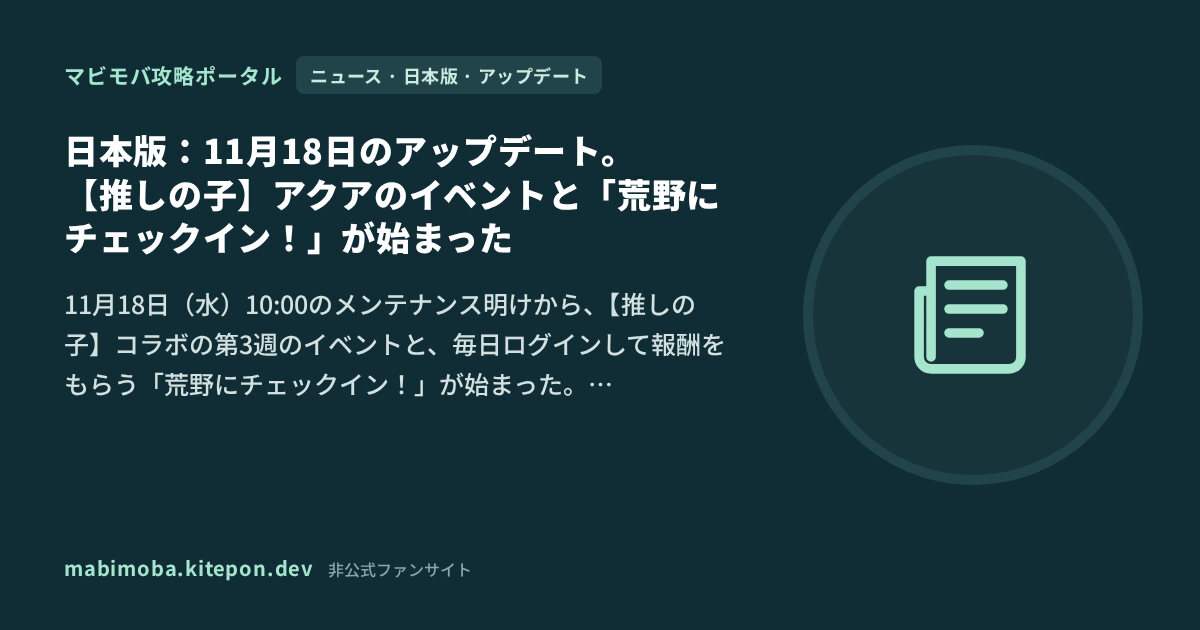 マビモバ攻略ポータル
ニュース · 日本版 · アップデート
日本版：11月18日のアップデート。
【推しの子】アクアのイベントと「荒野に
チェックイン！」が始まった
11月18日（水）10:00のメンテナンス明けから、【推しの
子】コラボの第3週のイベントと、毎日ログインして報酬を
もらう「荒野にチェックイン！」が始まった。…
mabimoba.kitepon.dev 非公式ファンサイト